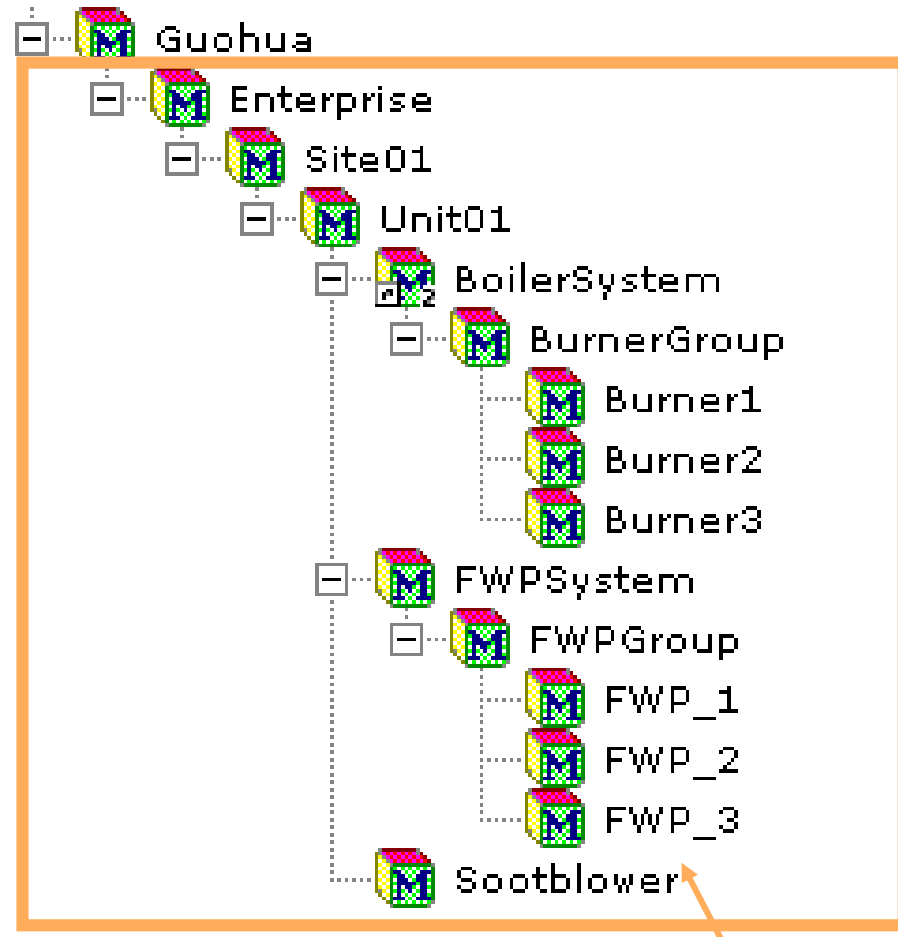 Guohua
Enterprise
Site01
Unit01
BoilerSystem
BurnerGroup
Burner1
Burner2
Burner3
FWPSystem
FWPGroup
FWP_1
FWP_2
FWP_3
Sootblower